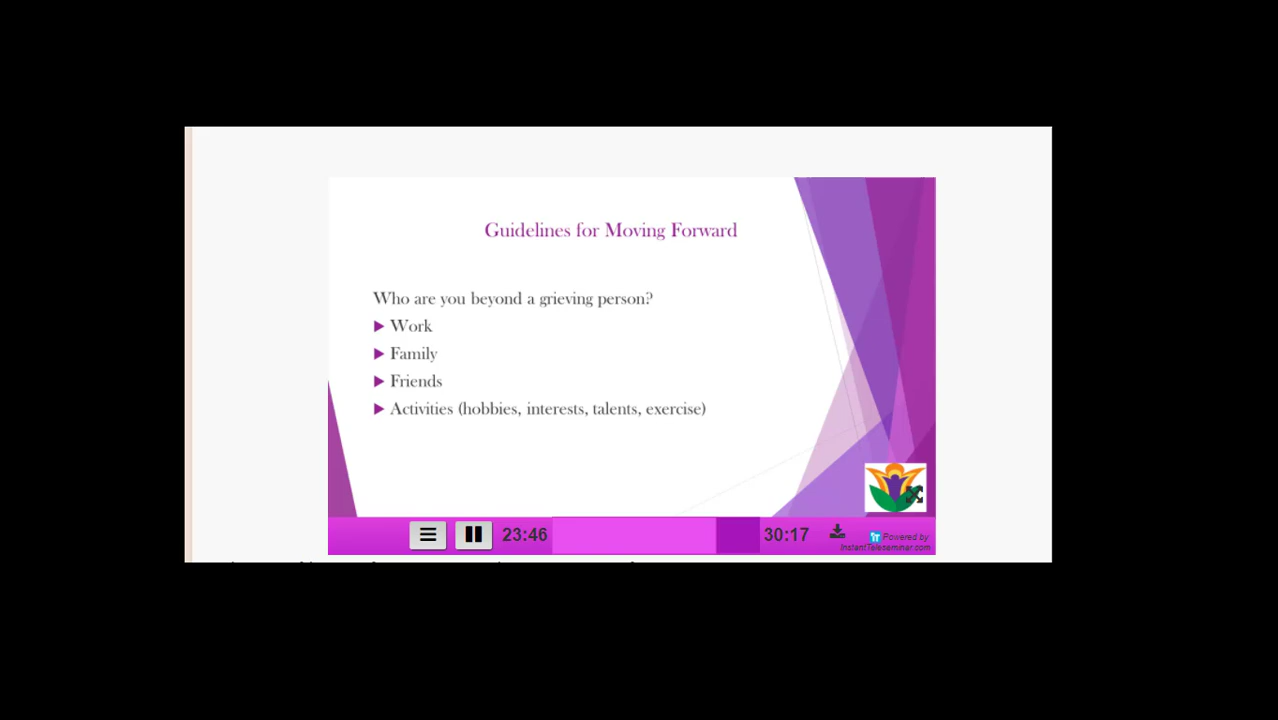 Guidelines for Moving Forward
Who are you beyond a grieving person?
Work
Family
Friends
Activities (hobbies, interests, talents, exercise)
23:46
30:17
Powered by
InstantTeleseminar.com